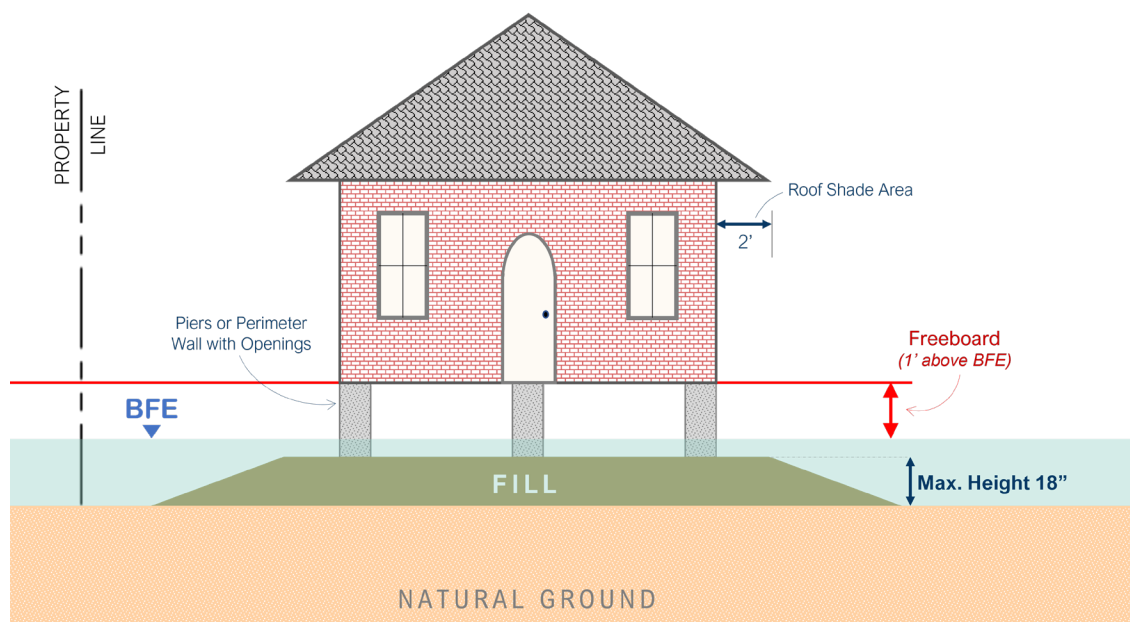 PROPERTY
LINE
Roof Shade Area
2’
Piers or Perimeter
Wall with Openings
Freeboard
(1’ above BFE)
BFE
FILL
Max. Height 18”
NATURAL GROUND